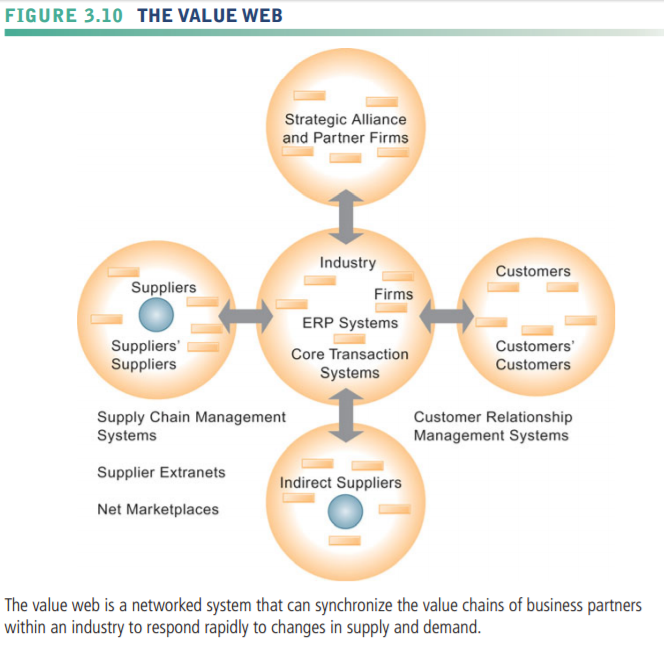 FIGURE 3.10 THE VALUE WEB
Strategic Alliance
and Partner Firms
Industry
Firms
ERP Systems
Core Transaction
Systems
Suppliers
Suppliers'
Suppliers
Customers
Customers'
Customers
Supply Chain Management
Systems
Supplier Extranets
Net Marketplaces
Customer Relationship
Management Systems
Indirect Suppliers
The value web is a networked system that can synchronize the value chains of business partners
within an industry to respond rapidly to changes in supply and demand.